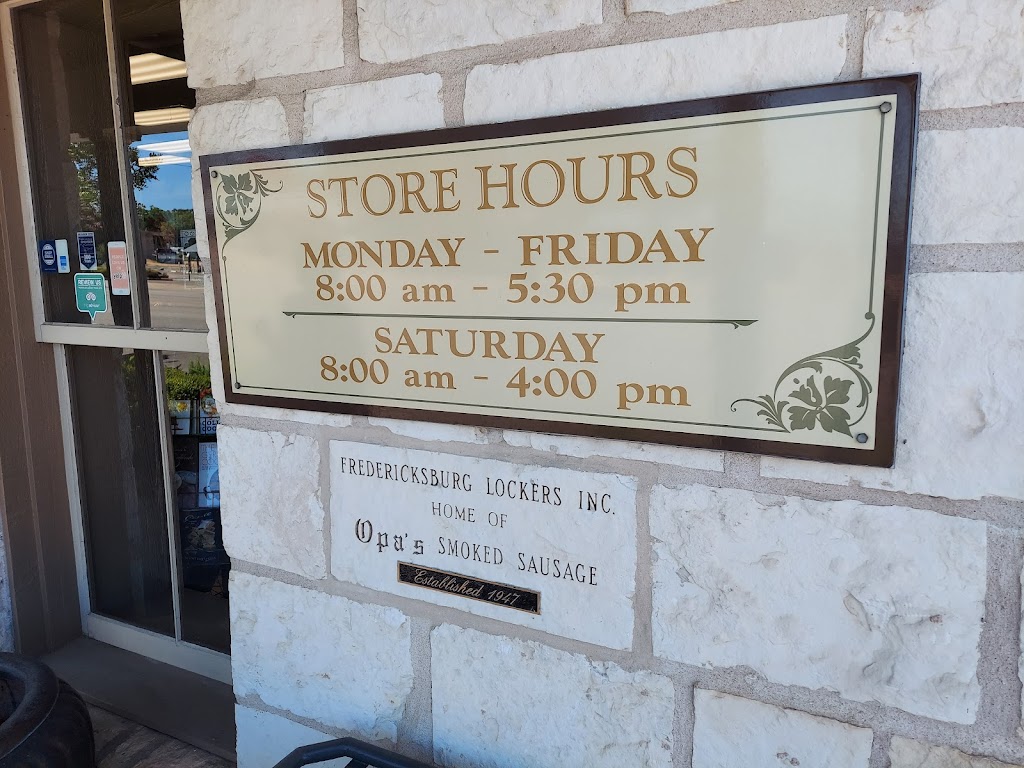 STORE HOURS
MONDAY - FRIDAY
8:00 am - 5:30 pm
SATURDAY
8:00 am - 4:00 pm
FREDERICKSBURG LOCKERS INC.
HOME OF
Opa's SMOKED SAUSAGE
Established 1947